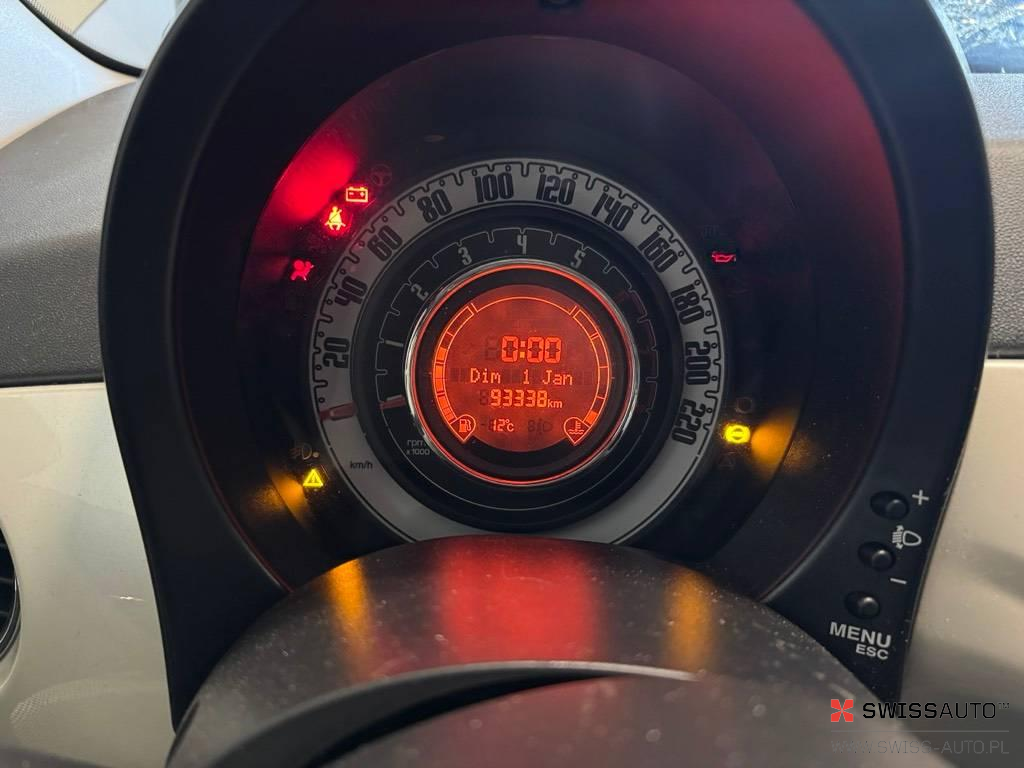 20
40
60
80
100
120
140
160
180
200
220
km/h
1
2
3
4
5
rpm
x1000
0:00
Dim 1 Jan
93338km
12°C
+
-
MENU
ESC
SWISSAUTO™
WWW.SWISS-AUTO.PL